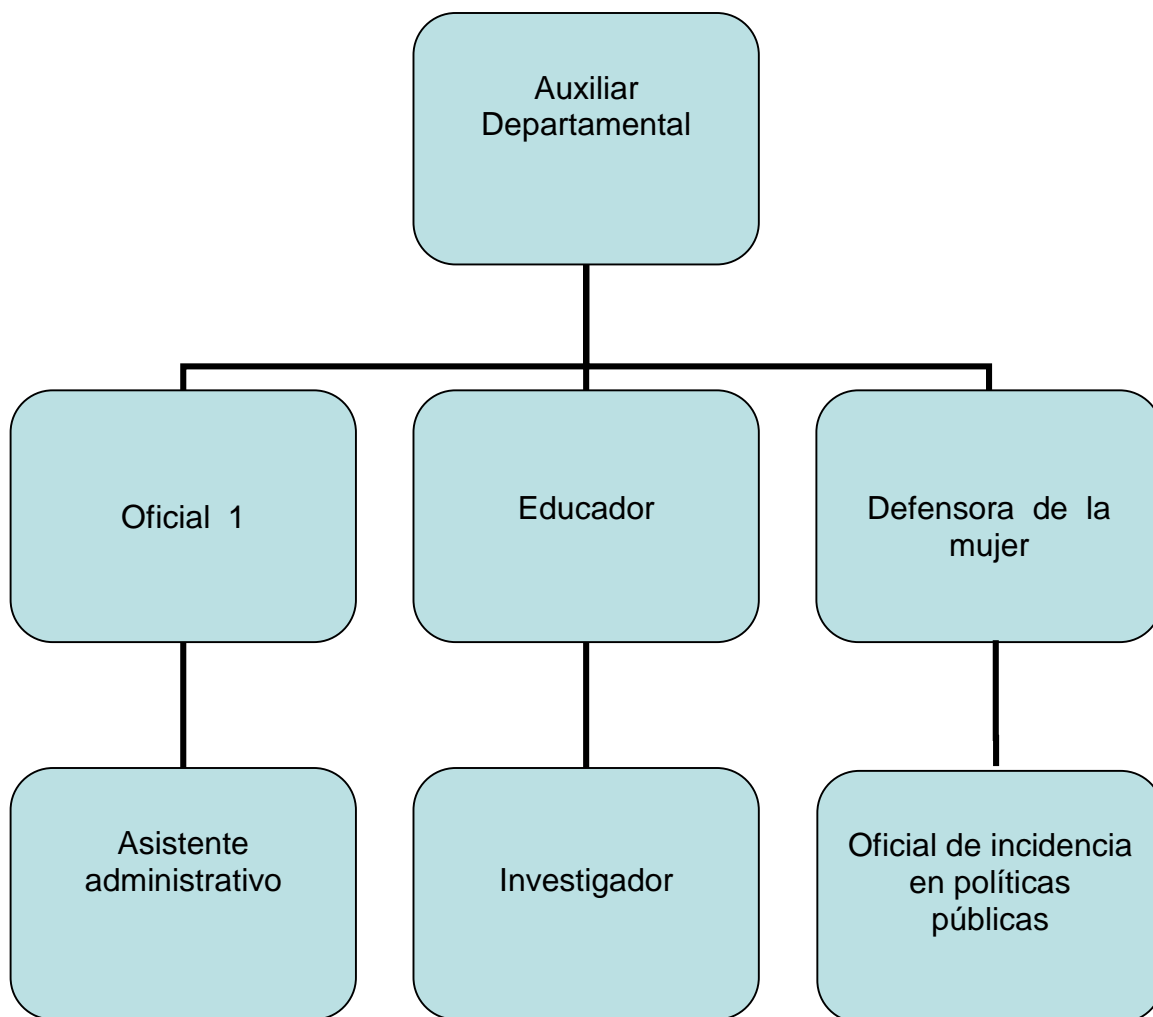 Auxiliar
Departamental
Oficial 1
Educador
Defensora de la
mujer
Asistente
administrativo
Investigador
Oficial de incidencia
en políticas
públicas